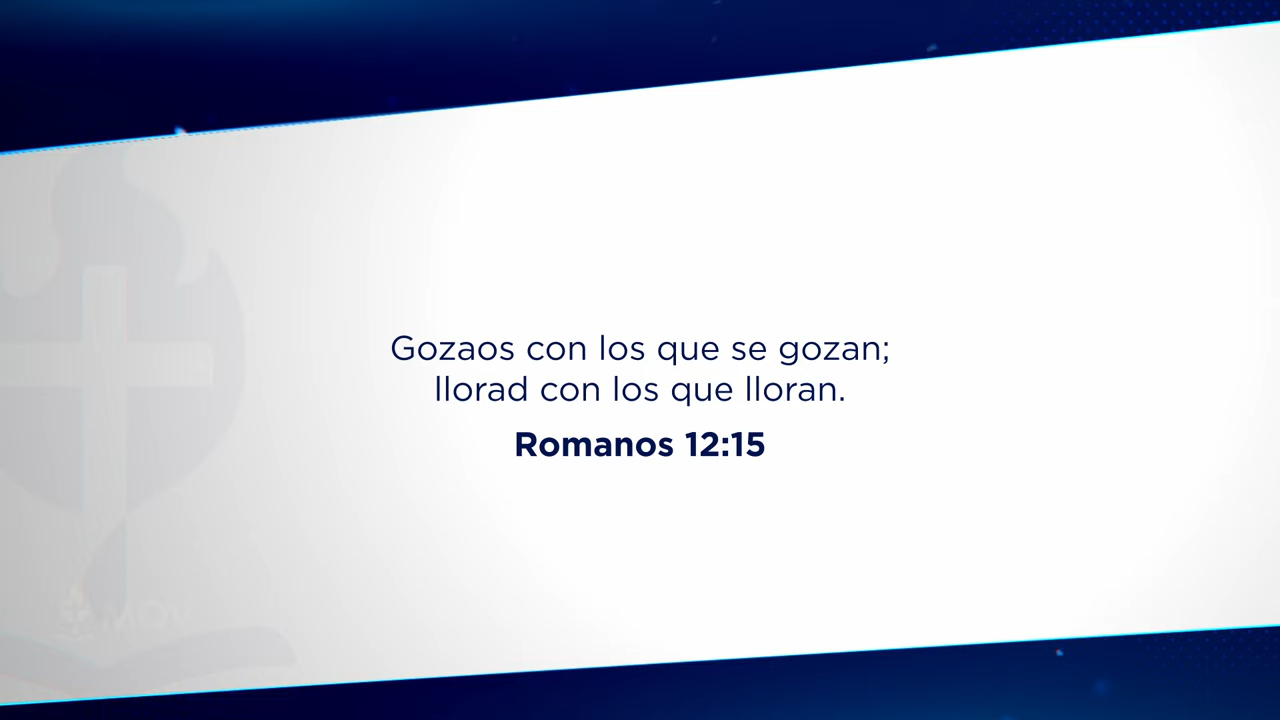 Gozaos con los que se gozan;
llorad con los que lloran.
Romanos 12:15